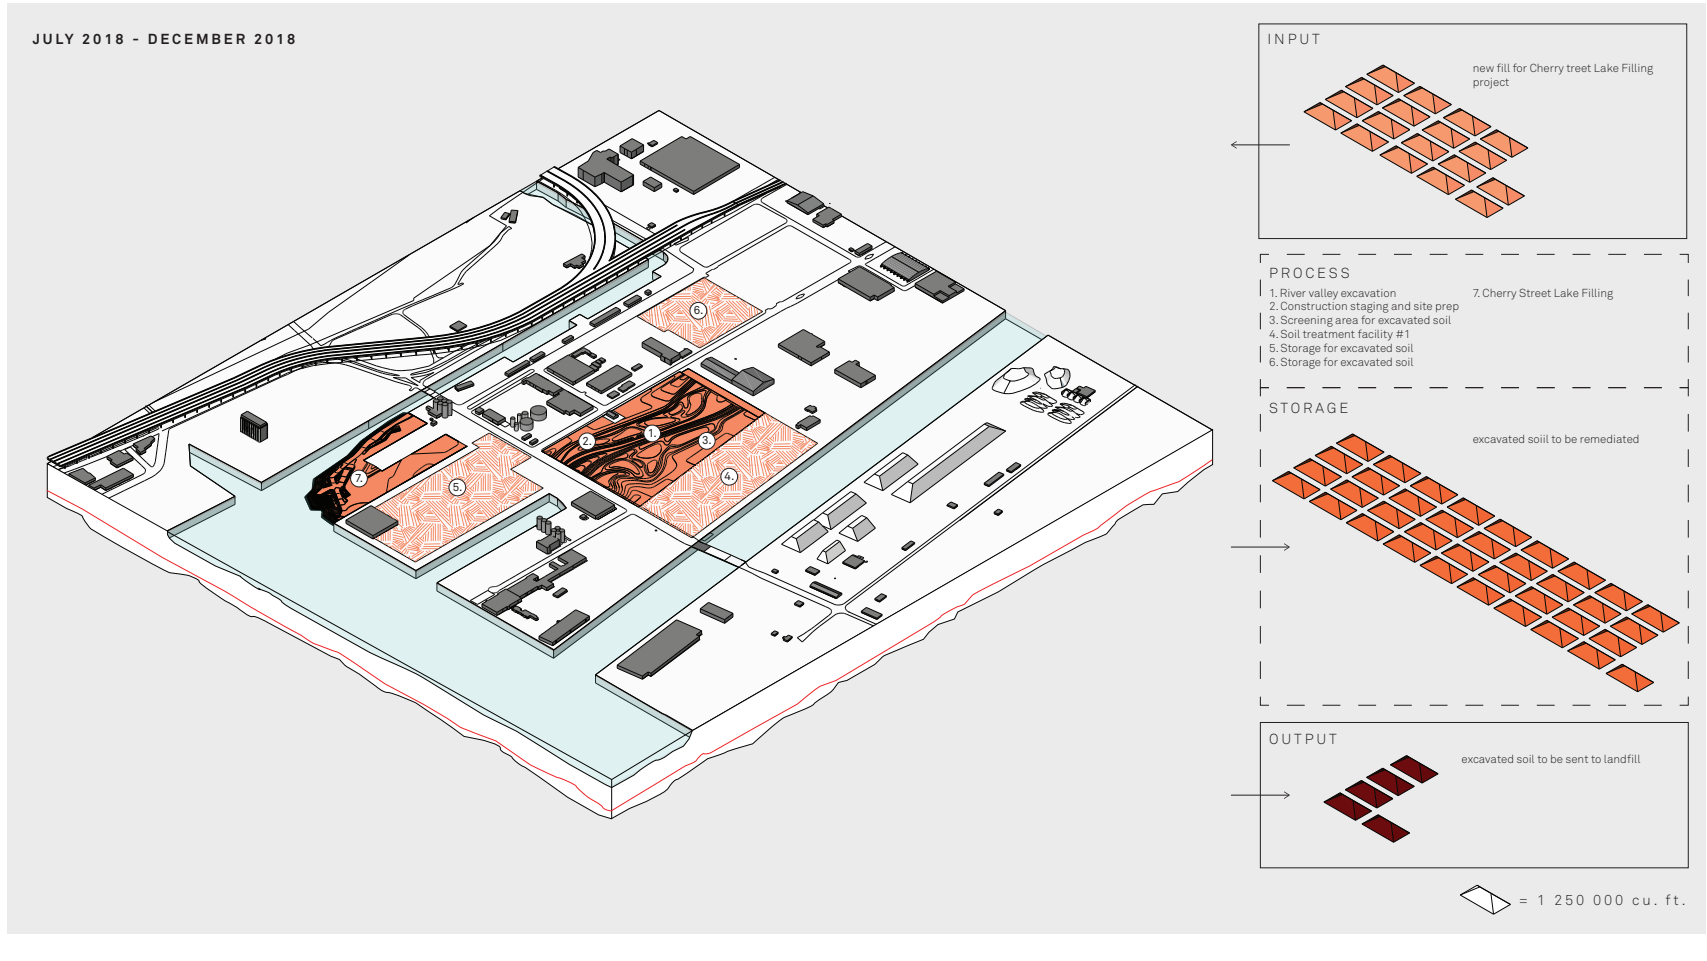 JULY 2018 - DECEMBER 2018
INPUT
new fill for Cherry treet Lake Filling
project
PROCESS
1. River valley excavation
2. Construction staging and site prep
3. Screening area for excavated soil
4. Soil treatment facility #1
5. Storage for excavated soil
6. Storage for excavated soil
7. Cherry Street Lake Filling
STORAGE
excavated soiil to be remediated
OUTPUT
excavated soil to be sent to landfill
= 1 250 000 cu. ft.
6.
2.
1.
3.
4.
7.
5.